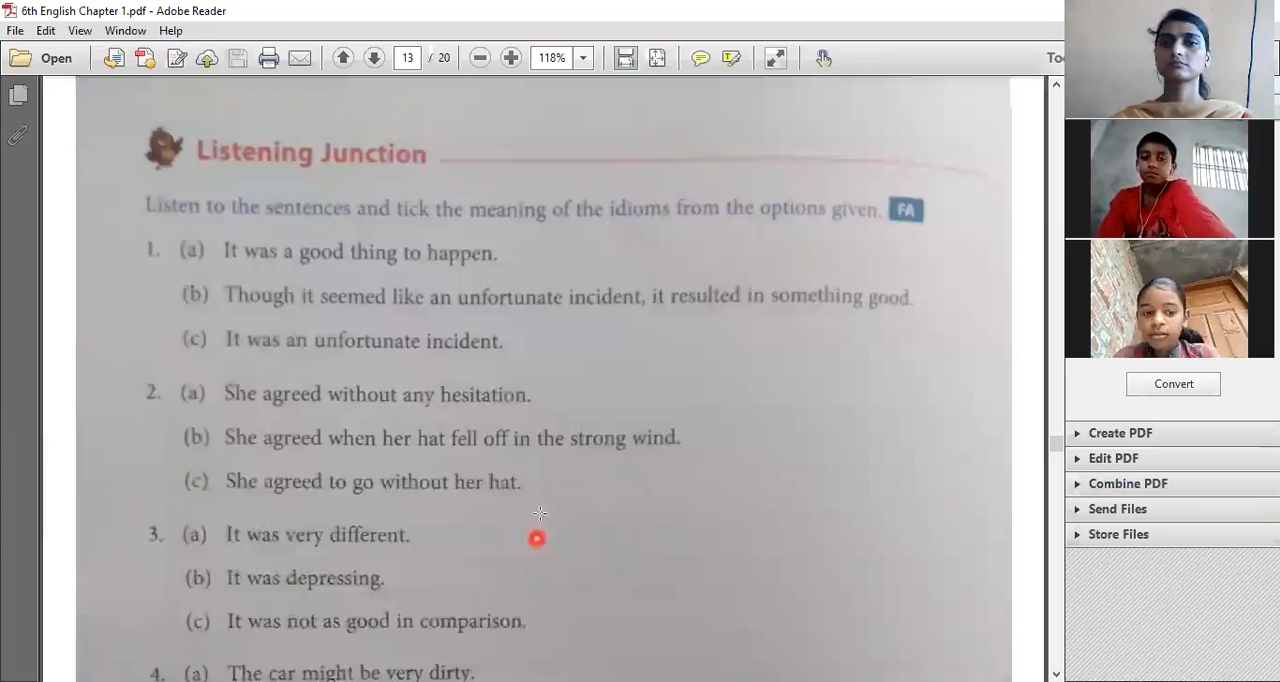 6th English Chapter 1.pdf - Adobe Reader
File Edit View Window Help
Open 13 / 20 118% To
Listening Junction
Listen to the sentences and tick the meaning of the idioms from the options given. FA
1. (a) It was a good thing to happen.
(b) Though it seemed like an unfortunate incident, it resulted in something good.
(c) It was an unfortunate incident.
2. (a) She agreed without any hesitation.
(b) She agreed when her hat fell off in the strong wind.
(c) She agreed to go without her hat.
3. (a) It was very different.
(b) It was depressing.
(c) It was not as good in comparison.
4. (a) The car might be very dirty.
Convert
Create PDF
Edit PDF
Combine PDF
Send Files
Store Files